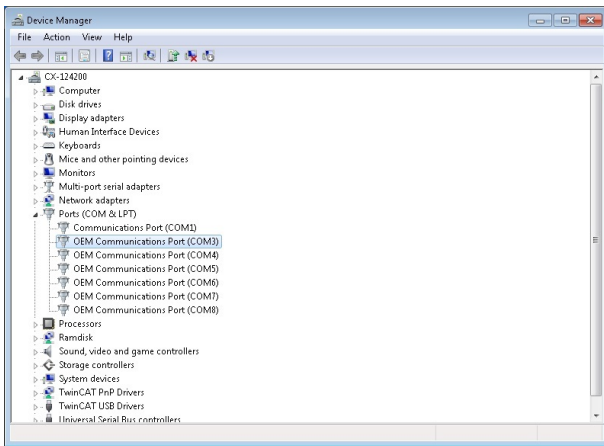 Device Manager
File Action View Help
CX-124200
Computer
Disk drives
Display adapters
Human Interface Devices
Keyboards
Mice and other pointing devices
Monitors
Multi-port serial adapters
Network adapters
Ports (COM & LPT)
Communications Port (COM1)
OEM Communications Port (COM3)
OEM Communications Port (COM4)
OEM Communications Port (COM5)
OEM Communications Port (COM6)
OEM Communications Port (COM7)
OEM Communications Port (COM8)
Processors
Ramdisk
Sound, video and game controllers
Storage controllers
System devices
TwinCAT PnP Drivers
TwinCAT USB Drivers
Universal Serial Bus controllers